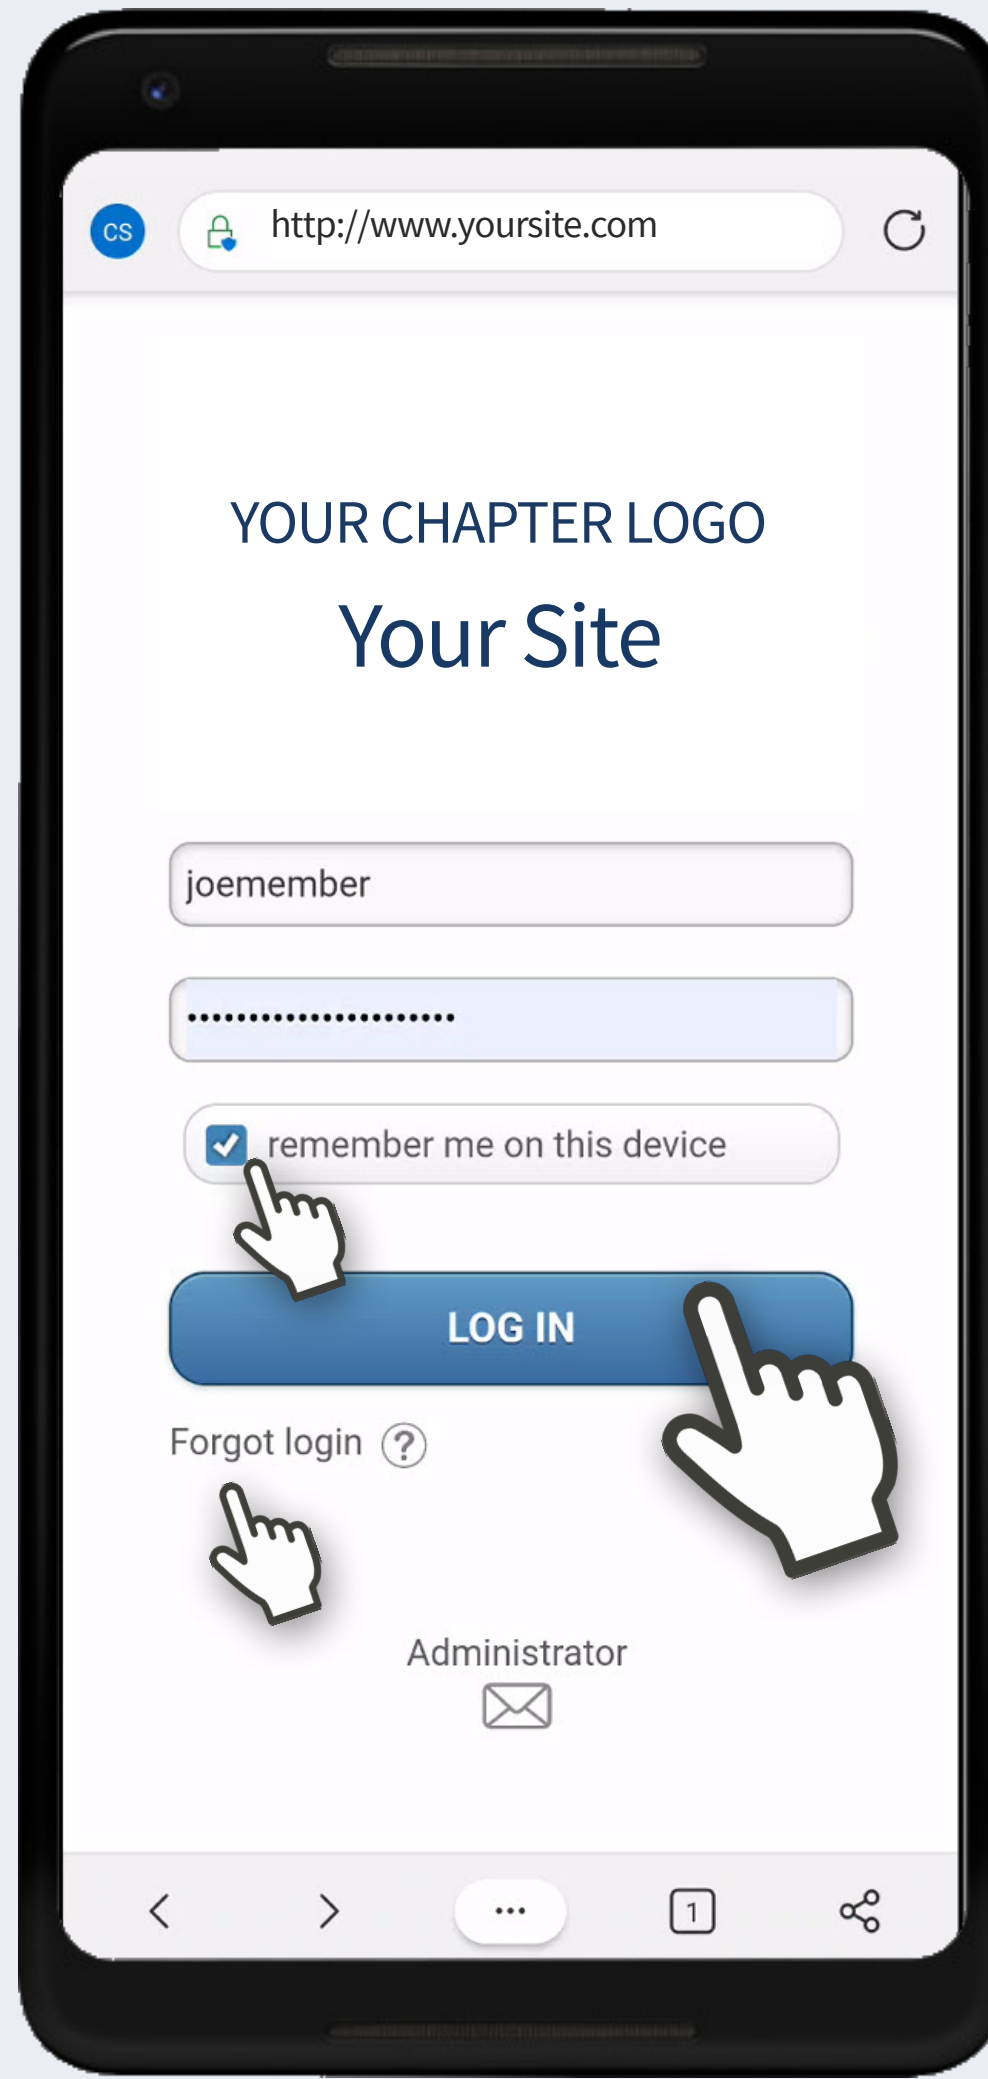 CS
http://www.yoursite.com
YOUR CHAPTER LOGO
Your Site
joemember
••••••••••••••••••••••
remember me on this device
LOG IN
Forgot login ?
Administrator
1